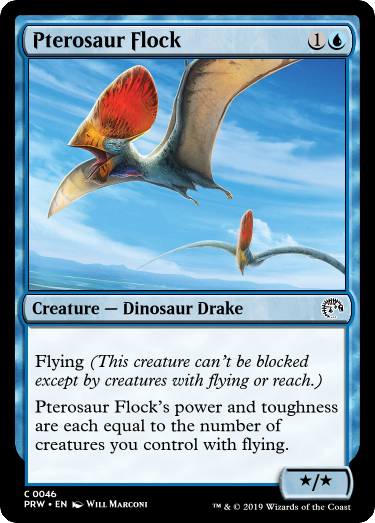 Pterosaur Flock 1
Creature — Dinosaur Drake
Flying (This creature can't be blocked
except by creatures with flying or reach.)
Pterosaur Flock's power and toughness
are each equal to the number of
creatures you control with flying.
★/★
C 0046
PRW • EN Will Marconi
™ & © 2019 Wizards of the Coast